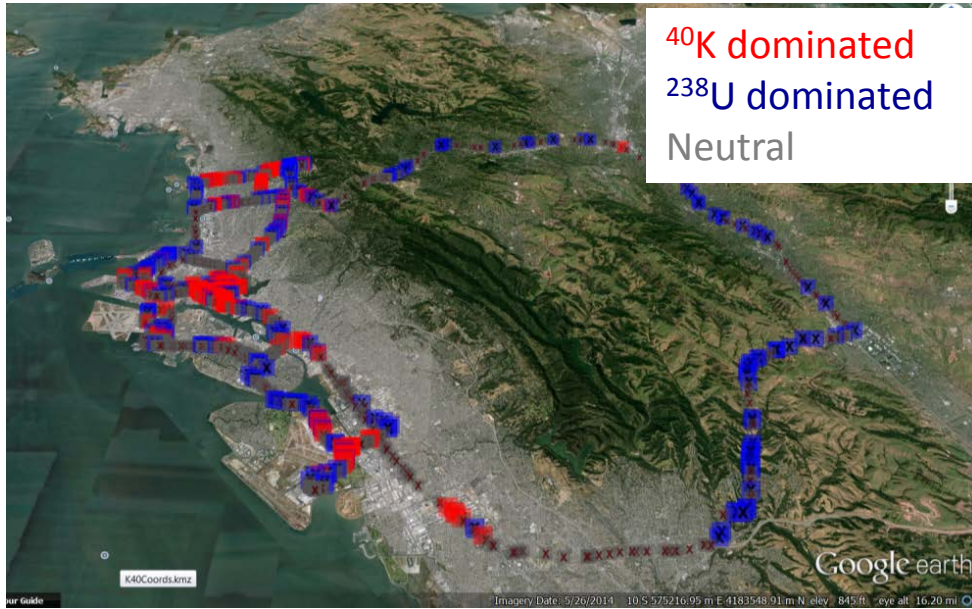 ⁴⁰K dominated
²³⁸U dominated
Neutral
Google earth
K40Coords.kmz
our Guide
Imagery Date: 5/26/2014 10 S 575216.95 m E 4183548.91 m N elev 845 ft eye alt 16.20 mi